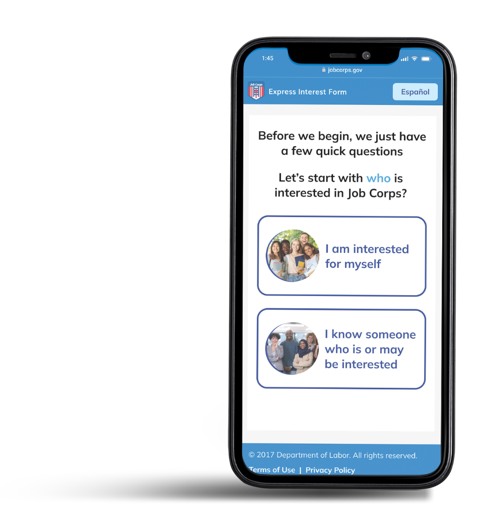 1:45
jobcorps.gov
Express Interest Form
Español
Before we begin, we just have
a few quick questions
Let's start with who is
interested in Job Corps?
I am interested
for myself
I know someone
who is or may
be interested
© 2017 Department of Labor. All rights reserved.
Terms of Use | Privacy Policy